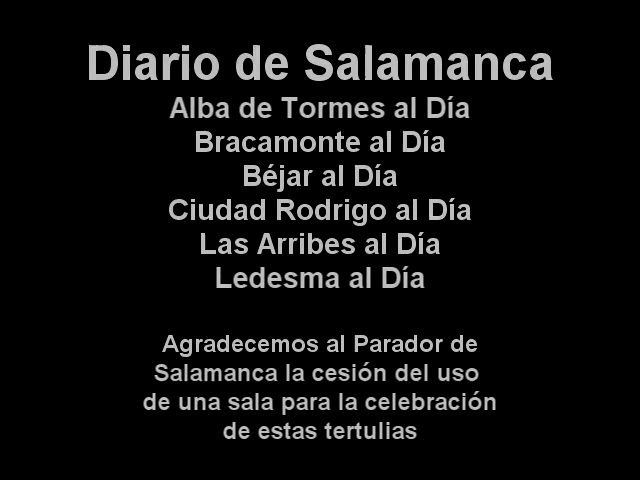 Diario de Salamanca
Alba de Tormes al Día
Bracamonte al Día
Béjar al Día
Ciudad Rodrigo al Día
Las Arribes al Día
Ledesma al Día
Agradecemos al Parador de
Salamanca la cesión del uso
de una sala para la celebración
de estas tertulias